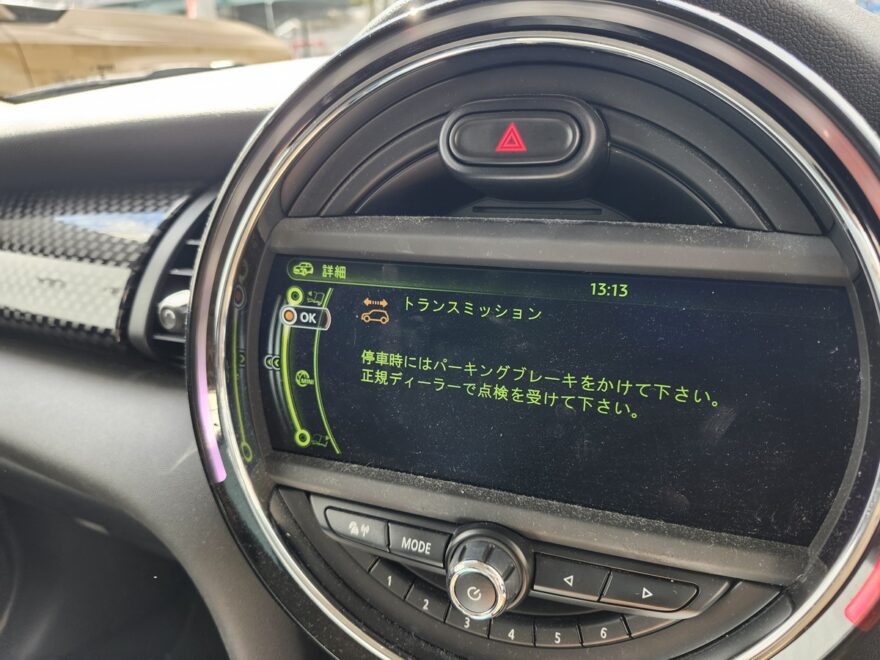 詳細
13:13
OK
トランスミッション
停車時にはパーキングブレーキをかけて下さい。
正規ディーラーで点検を受けて下さい。
MINI
MODE
1
2
3
4
5
6